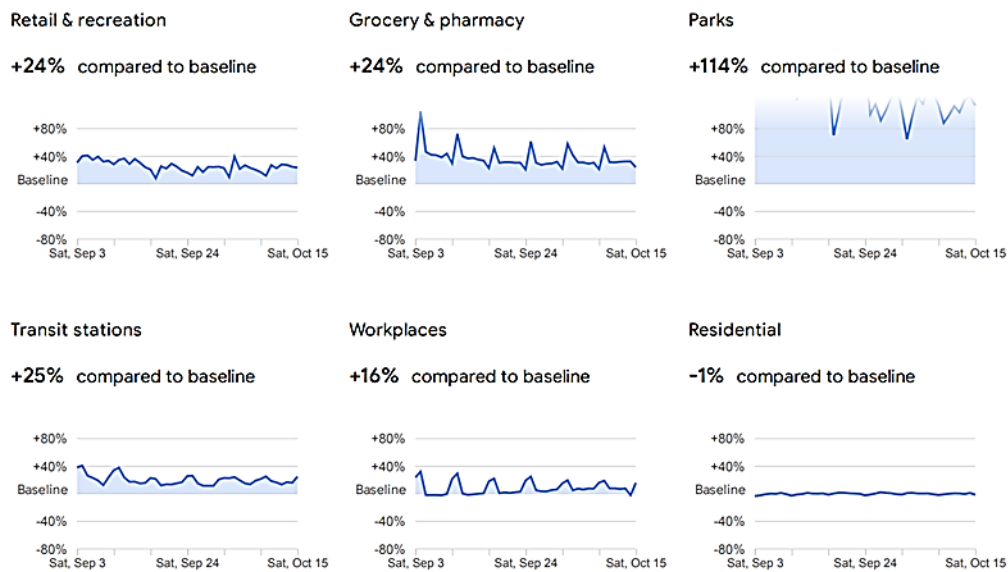 Retail & recreation
+24% compared to baseline
+80%
+40%
Baseline
-40%
-80%
Sat, Sep 3 Sat, Sep 24 Sat, Oct 15
Grocery & pharmacy
+24% compared to baseline
+80%
+40%
Baseline
-40%
-80%
Sat, Sep 3 Sat, Sep 24 Sat, Oct 15
Parks
+114% compared to baseline
+80%
+40%
Baseline
-40%
-80%
Sat, Sep 3 Sat, Sep 24 Sat, Oct 15
Transit stations
+25% compared to baseline
+80%
+40%
Baseline
-40%
-80%
Sat, Sep 3 Sat, Sep 24 Sat, Oct 15
Workplaces
+16% compared to baseline
+80%
+40%
Baseline
-40%
-80%
Sat, Sep 3 Sat, Sep 24 Sat, Oct 15
Residential
-1% compared to baseline
+80%
+40%
Baseline
-40%
-80%
Sat, Sep 3 Sat, Sep 24 Sat, Oct 15